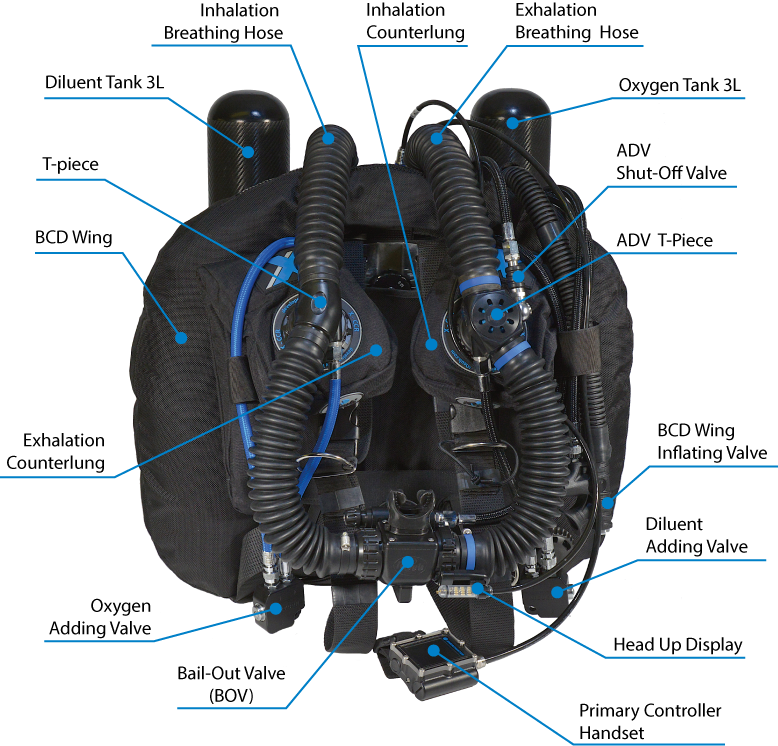 Inhalation
Breathing Hose
Inhalation
Counterlung
Exhalation
Breathing Hose
Diluent Tank 3L
Oxygen Tank 3L
T-piece
ADV
Shut-Off Valve
BCD Wing
ADV T-Piece
Exhalation
Counterlung
BCD Wing
Inflating Valve
Diluent
Adding Valve
Oxygen
Adding Valve
Head Up Display
Bail-Out Valve
(BOV)
Primary Controller
Handset